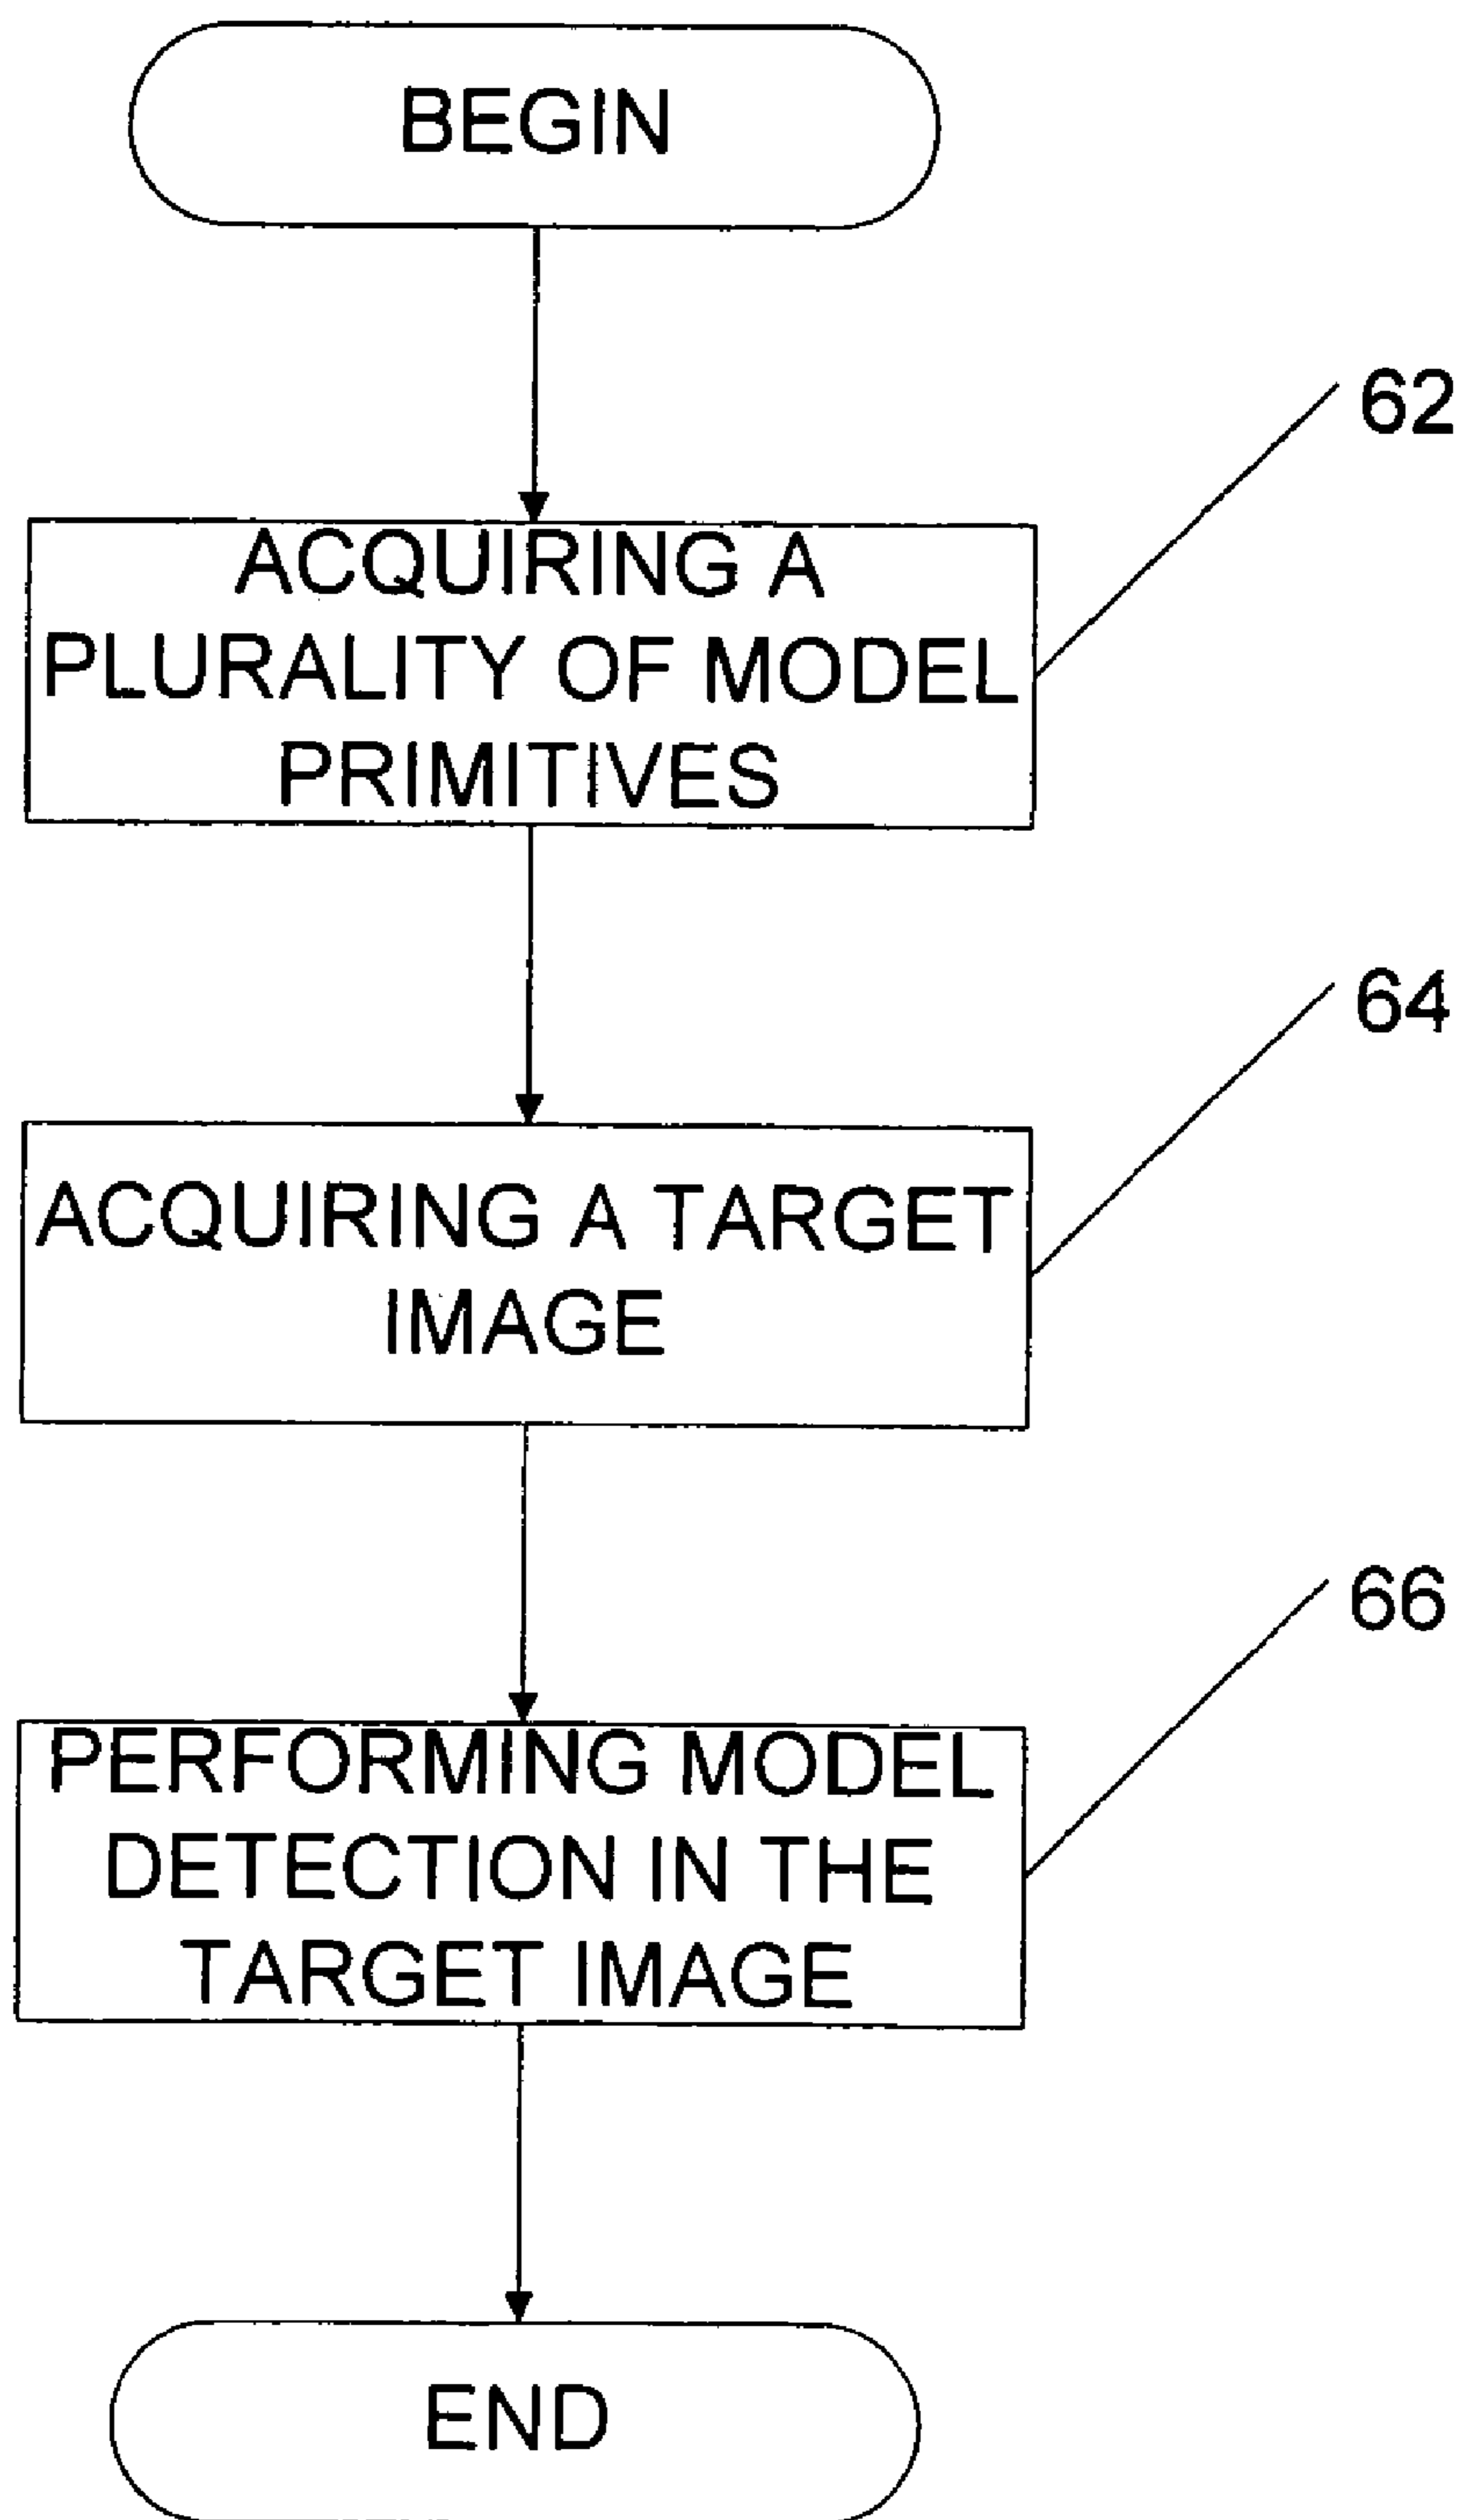 BEGIN
62
ACQUIRING A
PLURALITY OF MODEL
PRIMITIVES
64
ACQUIRING A TARGET
IMAGE
66
PERFORMING MODEL
DETECTION IN THE
TARGET IMAGE
END